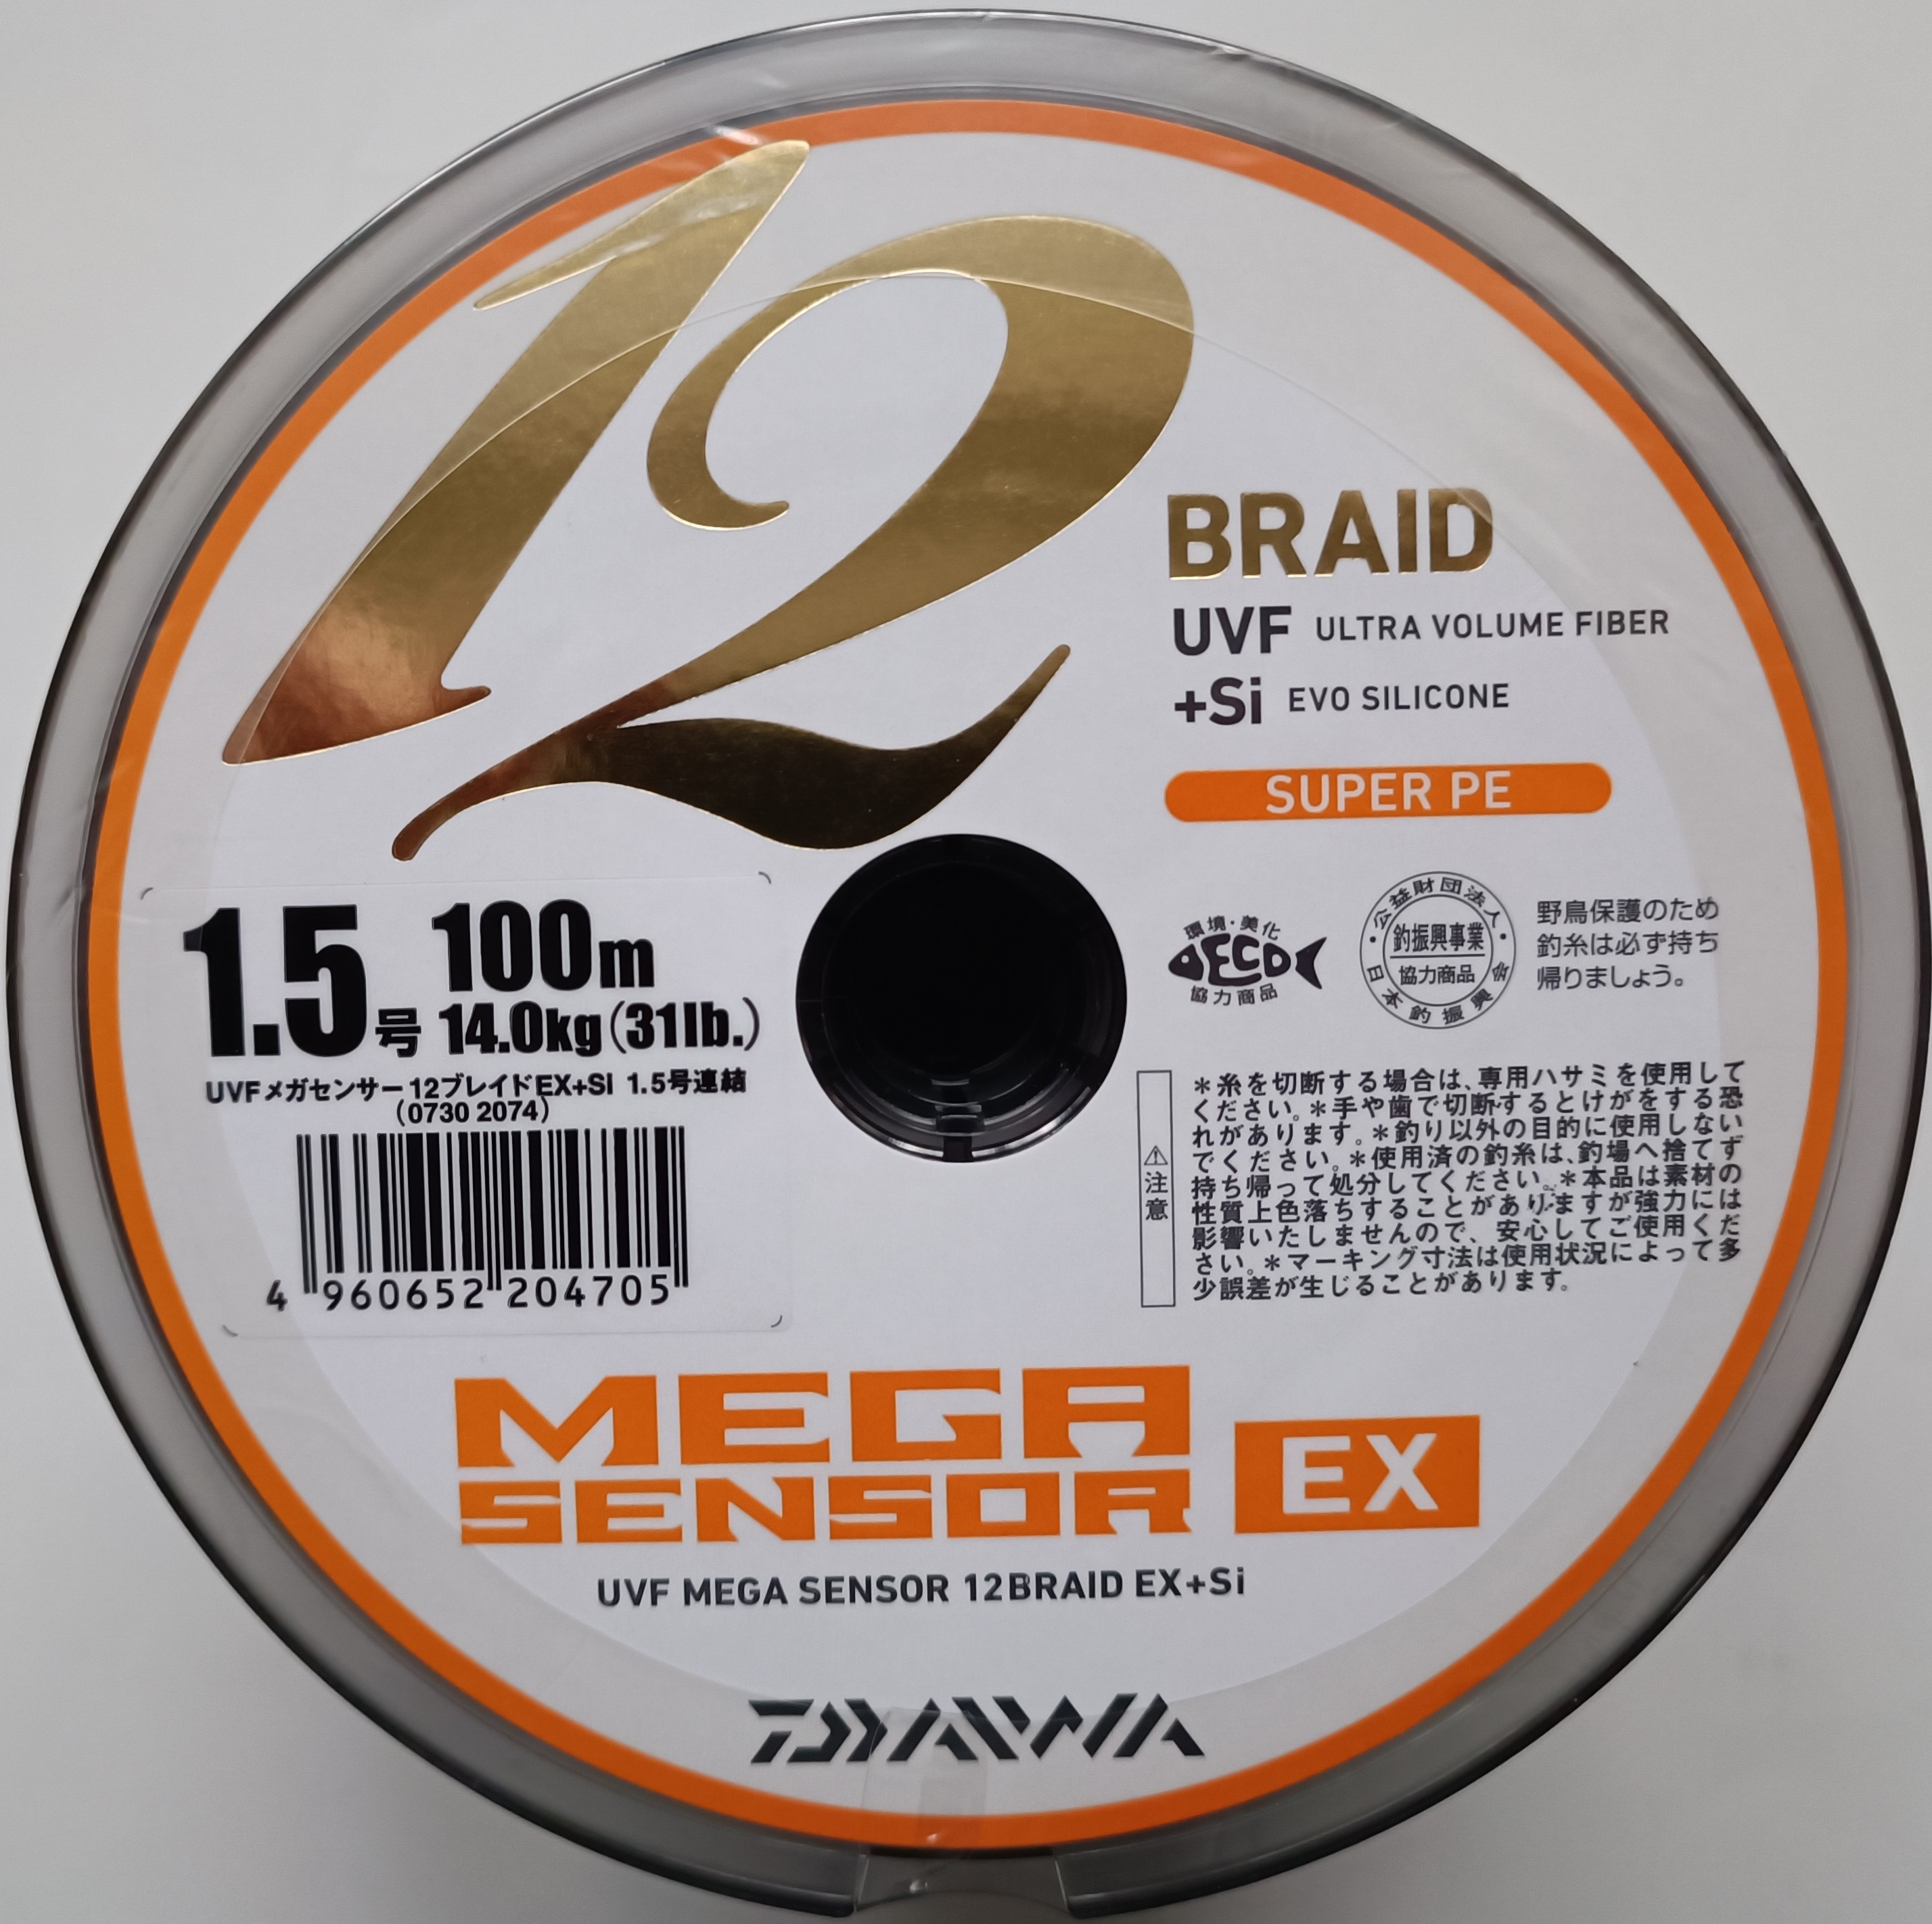 12
BRAID
UVF ULTRA VOLUME FIBER
+Si EVO SILICONE
SUPER PE
1.5号 100m
14.0kg(31lb.)
UVFメガセンサー12ブレイドEX+SI 1.5号連結
(0730 2074)
4 960652 204705
環境・美化
ECO
協力商品
公益財団法人
釣振興事業
協力商品
日本釣振興会
野鳥保護のため
釣糸は必ず持ち
帰りましょう。
⚠注意
＊糸を切断する場合は、専用ハサミを使用して
ください。＊手や歯で切断するとけがをする恐
れがあります。＊釣り以外の目的に使用しない
でください。＊使用済の釣糸は、釣場へ捨てず
持ち帰って処分してください。＊本品は素材の
性質上色落ちすることがありますが強力には
影響いたしませんので、安心してご使用くだ
さい。＊マーキング寸法は使用状況によって多
少誤差が生じることがあります。
MEGA
SENSOR EX
UVF MEGA SENSOR 12BRAID EX+Si
DAIWA